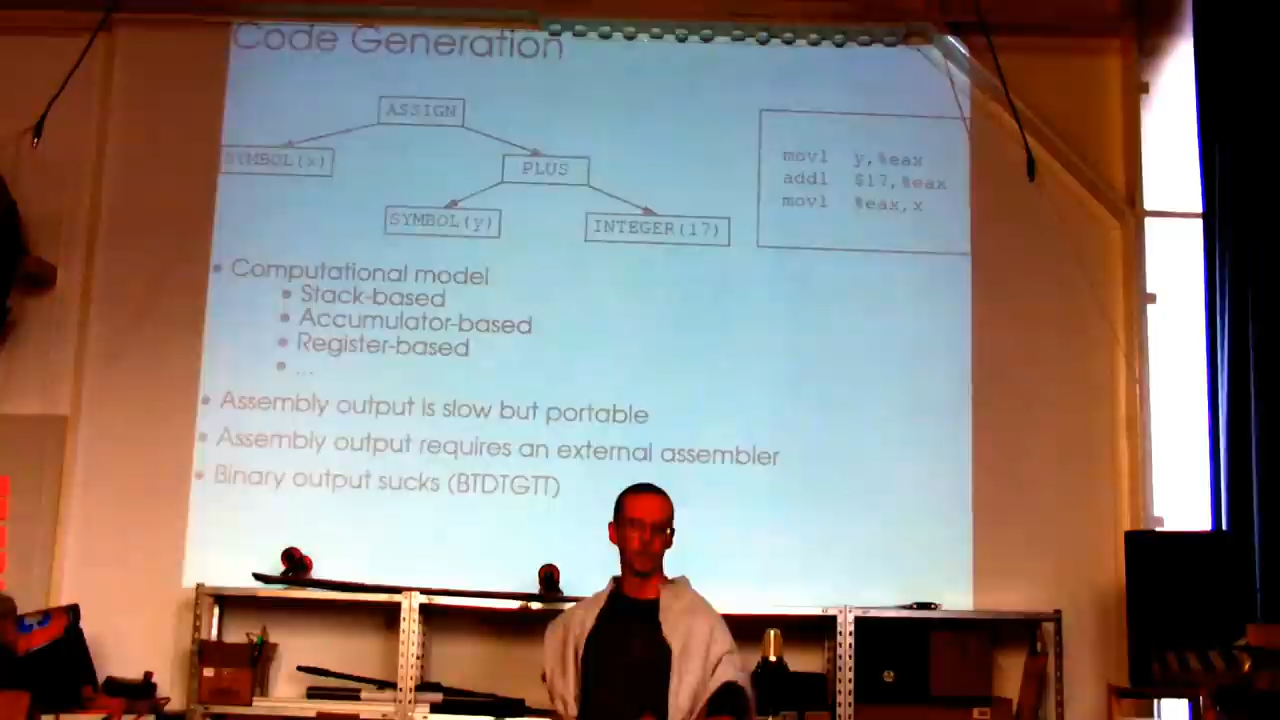 Code Generation
ASSIGN
SYMBOL(x)
PLUS
SYMBOL(y)
INTEGER(17)
movl y,%eax
addl $17,%eax
movl %eax,x
• Computational model
• Stack-based
• Accumulator-based
• Register-based
• ...
• Assembly output is slow but portable
• Assembly output requires an external assembler
• Binary output sucks (BTDTGTT)